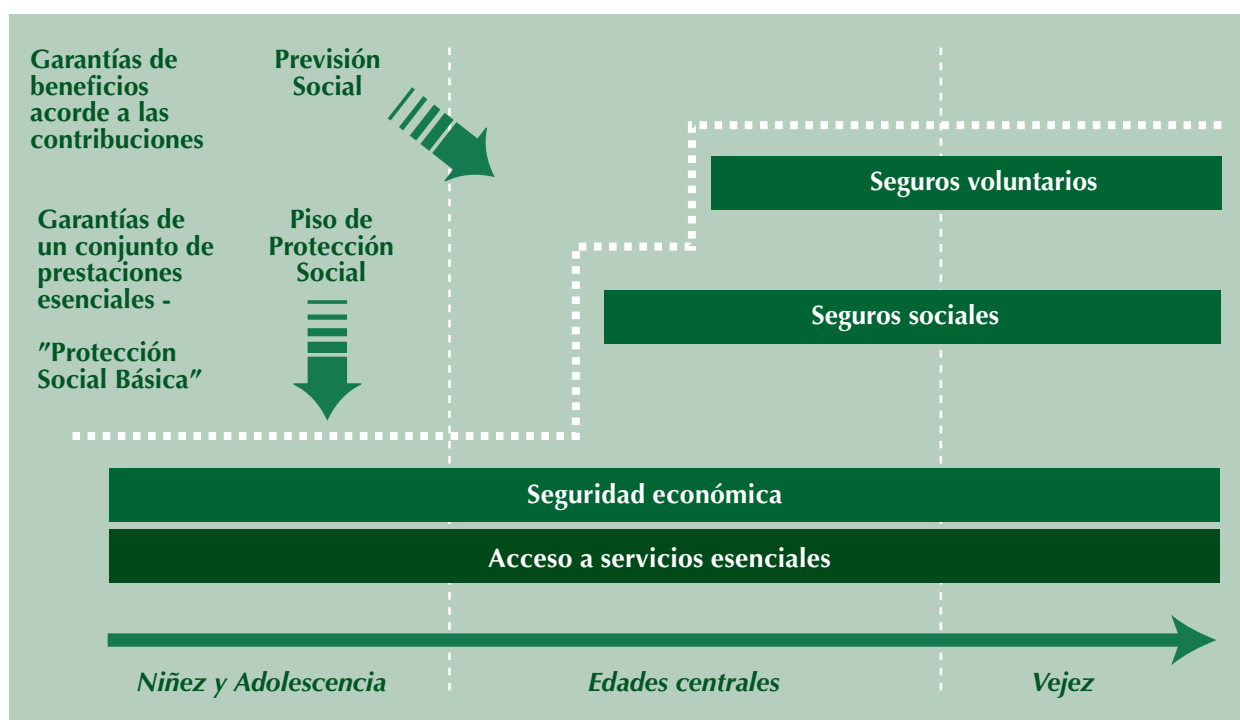 Garantías de
beneficios
acorde a las
contribuciones
Previsión
Social
Seguros voluntarios
Garantías de
un conjunto de
prestaciones
esenciales -
"Protección
Social Básica"
Piso de
Protección
Social
Seguros sociales
Seguridad económica
Acceso a servicios esenciales
Niñez y Adolescencia
Edades centrales
Vejez